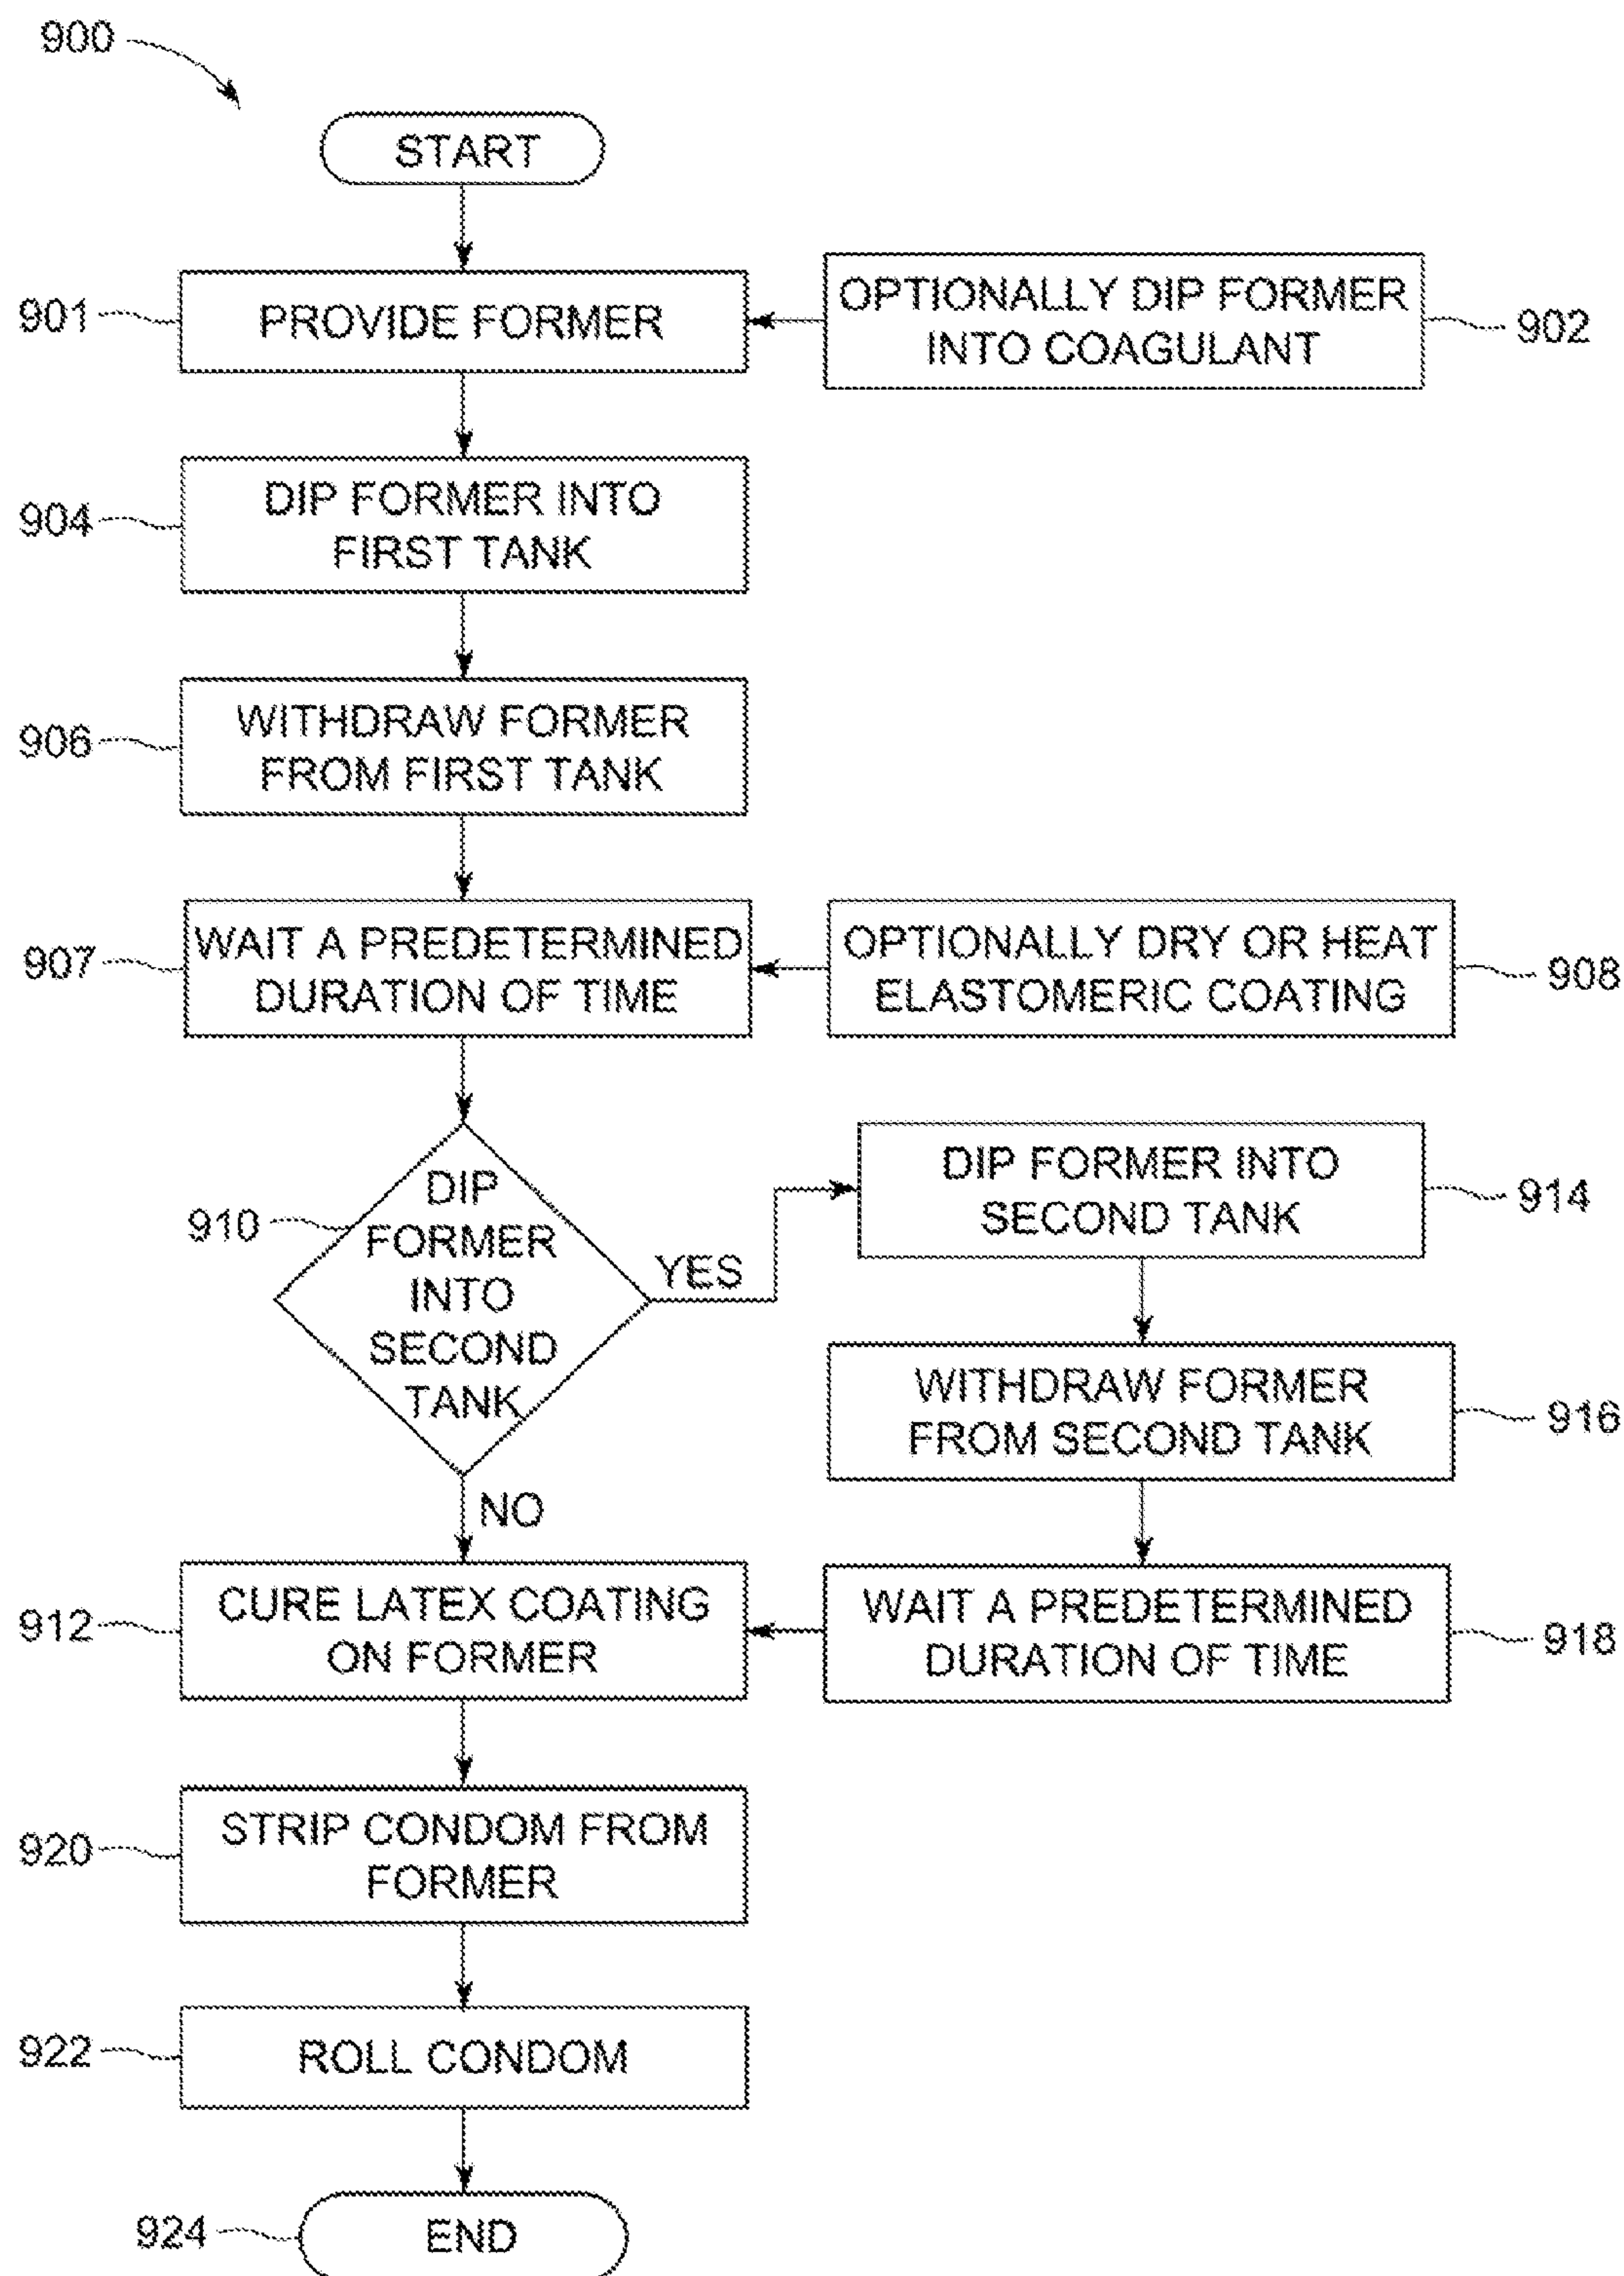 900
START
901
PROVIDE FORMER
OPTIONALLY DIP FORMER
INTO COAGULANT
902
904
DIP FORMER INTO
FIRST TANK
906
WITHDRAW FORMER
FROM FIRST TANK
907
WAIT A PREDETERMINED
DURATION OF TIME
OPTIONALLY DRY OR HEAT
ELASTOMERIC COATING
908
910
DIP
FORMER
INTO
SECOND
TANK
YES
NO
DIP FORMER INTO
SECOND TANK
914
WITHDRAW FORMER
FROM SECOND TANK
916
912
CURE LATEX COATING
ON FORMER
WAIT A PREDETERMINED
DURATION OF TIME
918
920
STRIP CONDOM FROM
FORMER
922
ROLL CONDOM
924
END